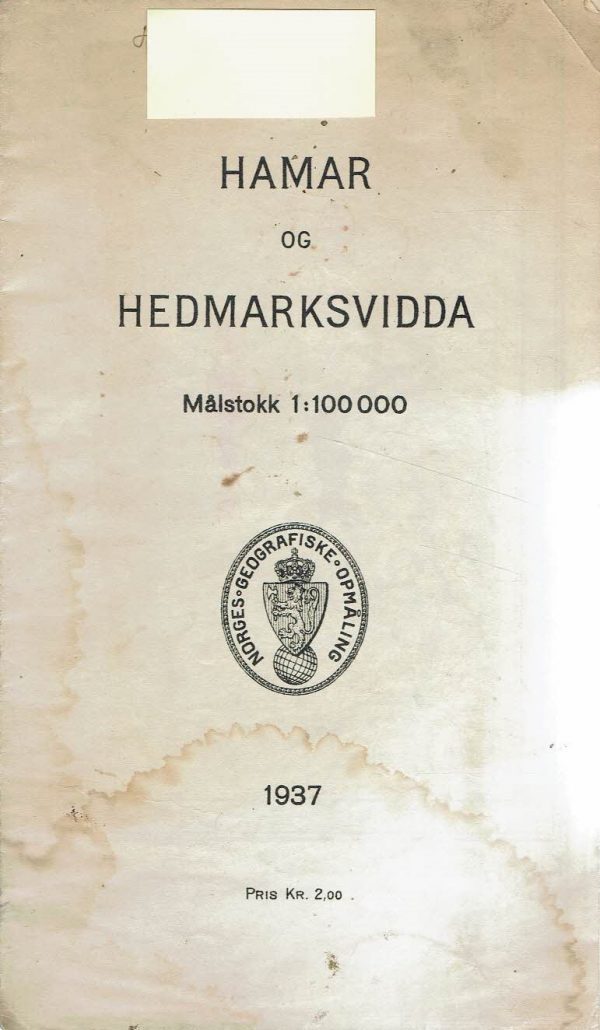 HAMAR
OG
HEDMARKSVIDDA
Målstokk 1:100 000
NORGES · GEOGRAFISKE · OPMÅLING
1937
PRIS KR. 2,00